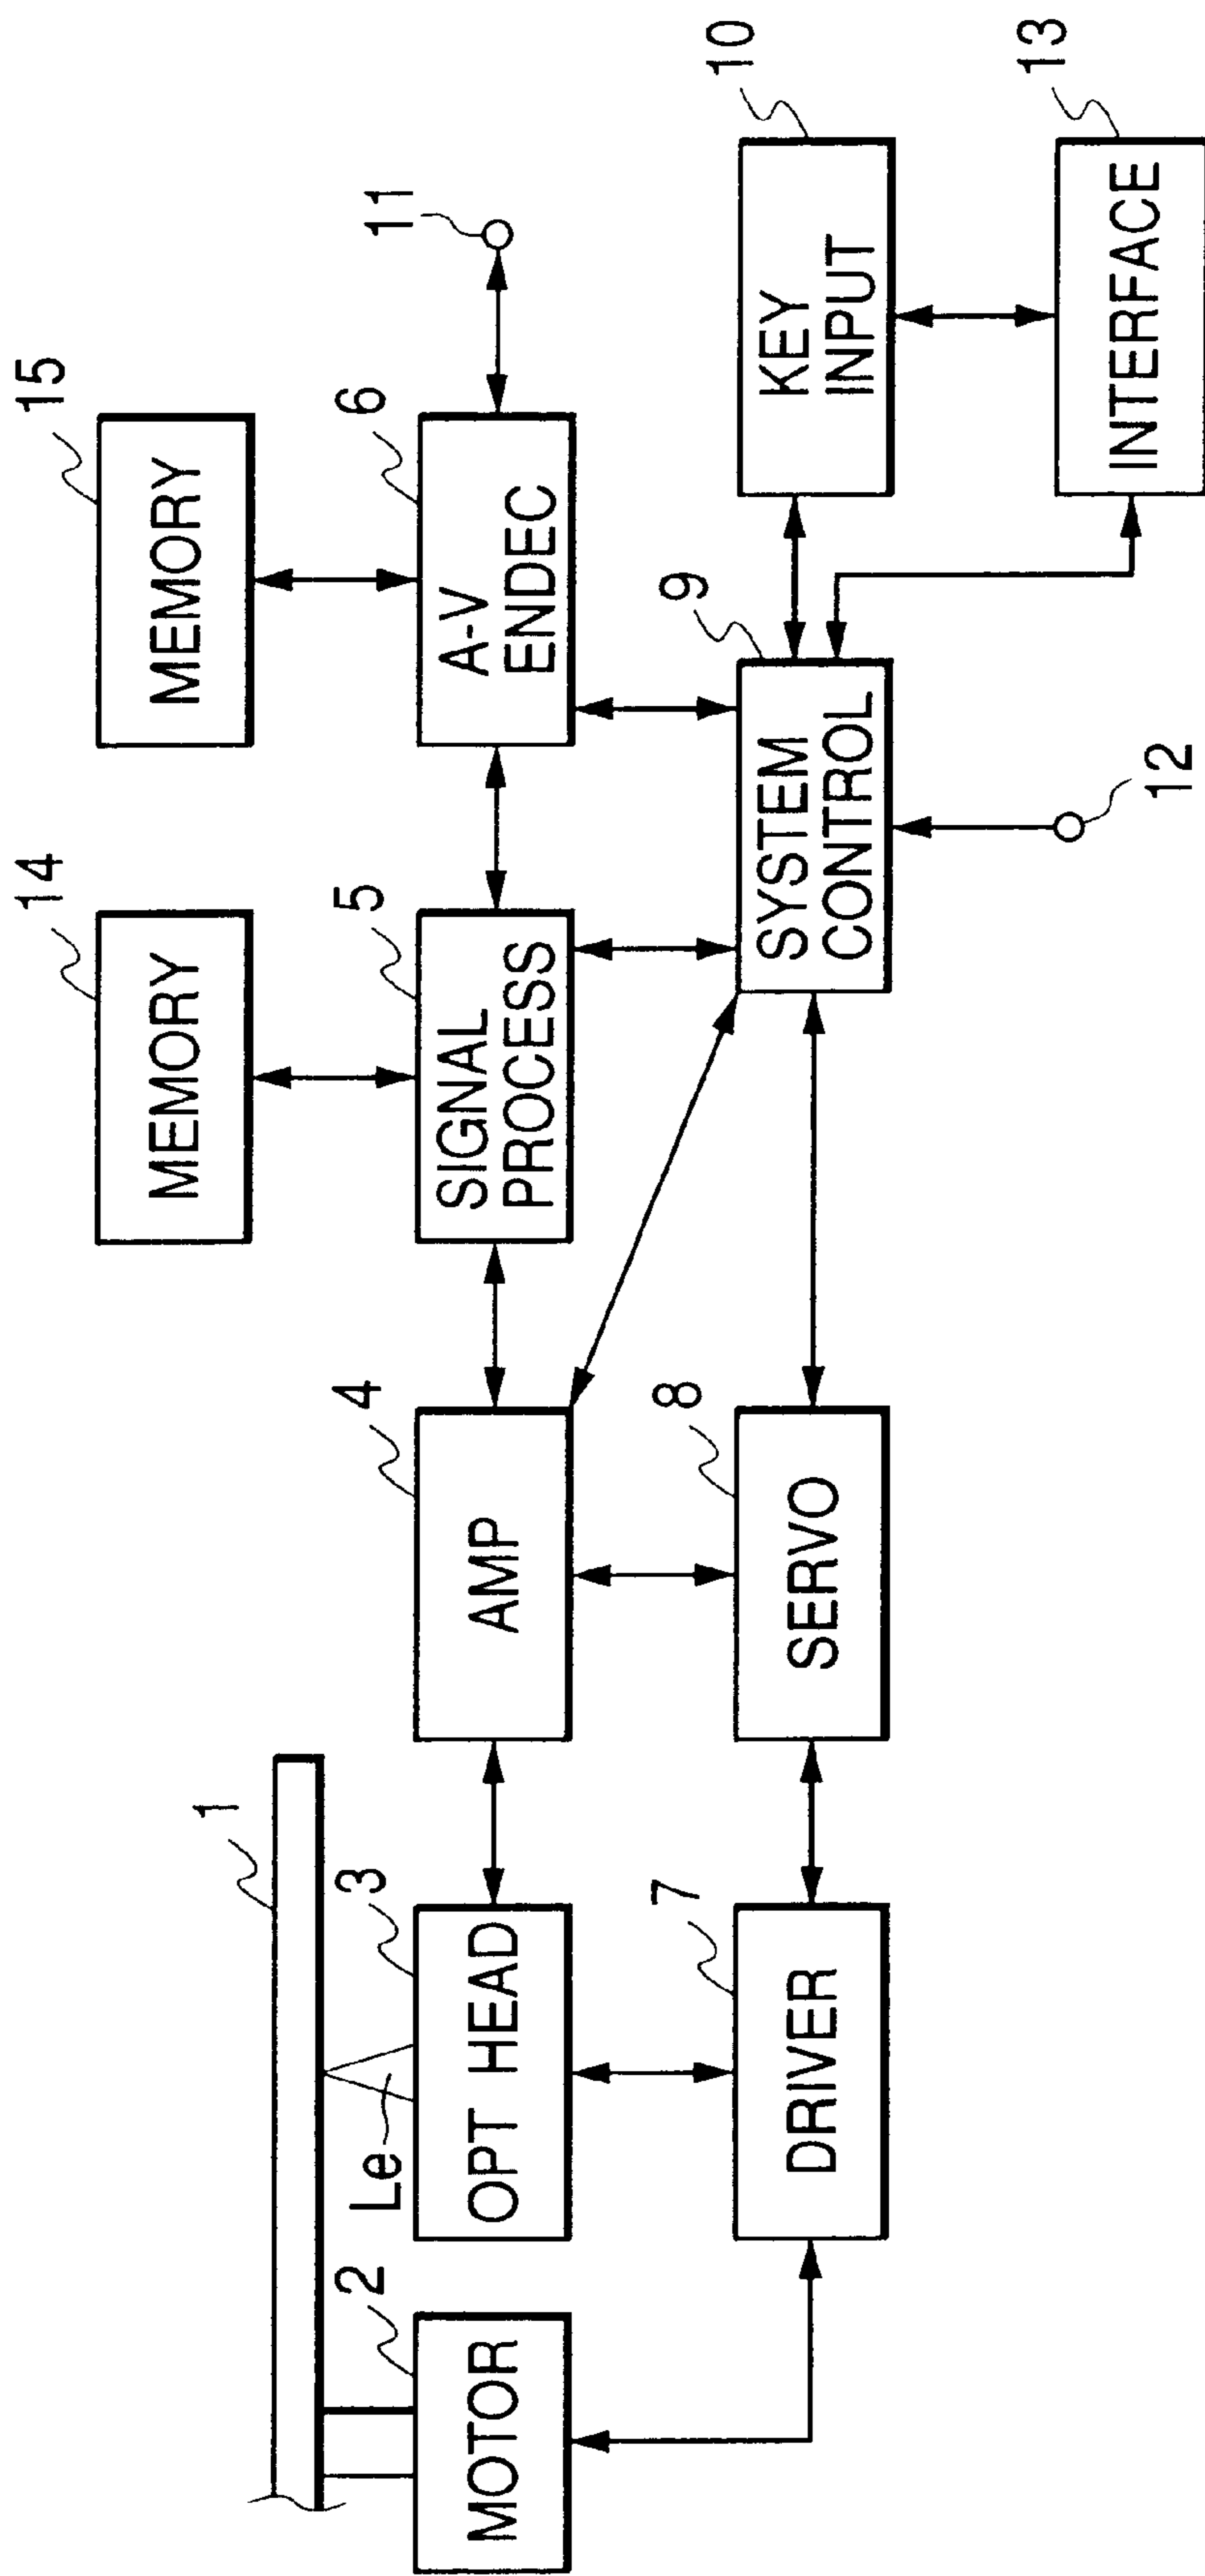 14
15
MEMORY
MEMORY
11
1
2
Le
3
4
5
6
MOTOR
OPT HEAD
AMP
SIGNAL
PROCESS
A-V
ENDEC
7
8
9
10
DRIVER
SERVO
SYSTEM
CONTROL
KEY
INPUT
12
13
INTERFACE